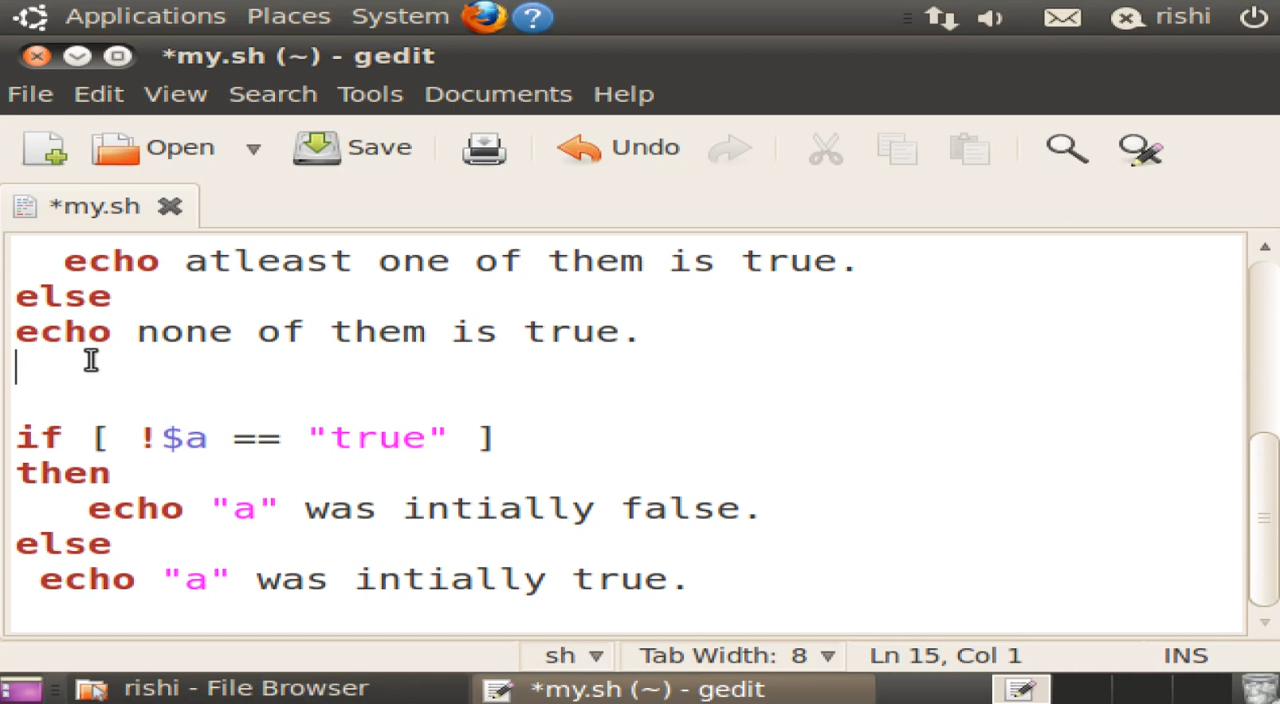 Applications Places System ? rishi
*my.sh (~) - gedit
File Edit View Search Tools Documents Help
Open Save Undo
*my.sh
echo atleast one of them is true.
else
echo none of them is true.
if [ !$a == "true" ]
then
echo "a" was intially false.
else
echo "a" was intially true.
sh Tab Width: 8 Ln 15, Col 1 INS
rishi - File Browser *my.sh (~) - gedit